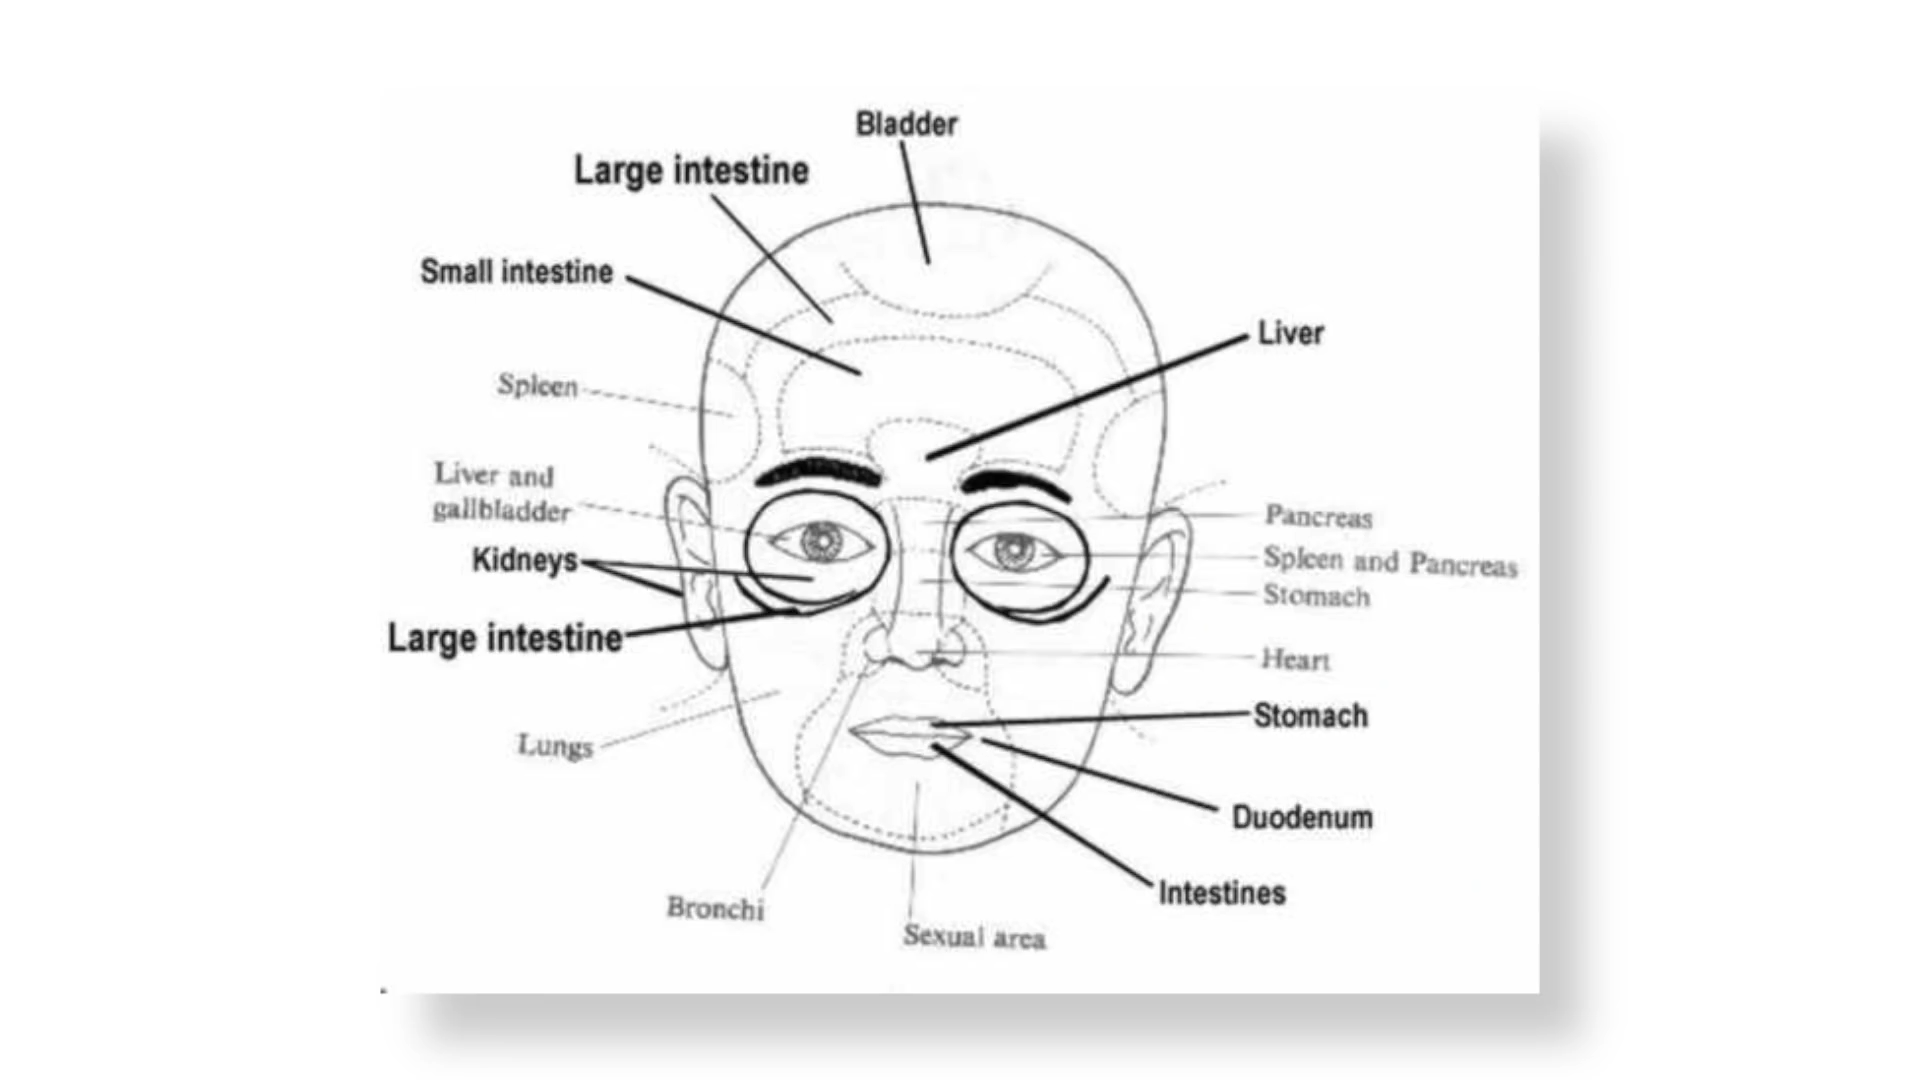 Bladder
Large intestine
Small intestine
Liver
Spleen
Liver and
gallbladder
Pancreas
Kidneys
Spleen and Pancreas
Stomach
Large intestine
Heart
Stomach
Lungs
Duodenum
Intestines
Bronchi
Sexual area